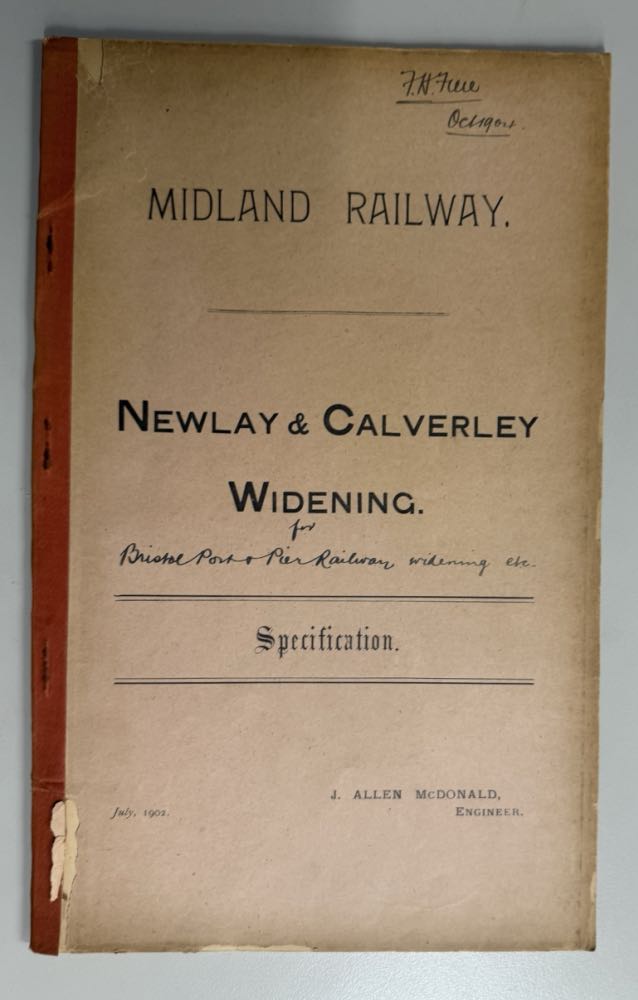 F.H.
Oct 1904.
MIDLAND RAILWAY.
NEWLAY & CALVERLEY
WIDENING.
for
Bristol Port & Pier Railway widening etc.
Specification.
J. ALLEN McDONALD,
July, 1902.
ENGINEER.